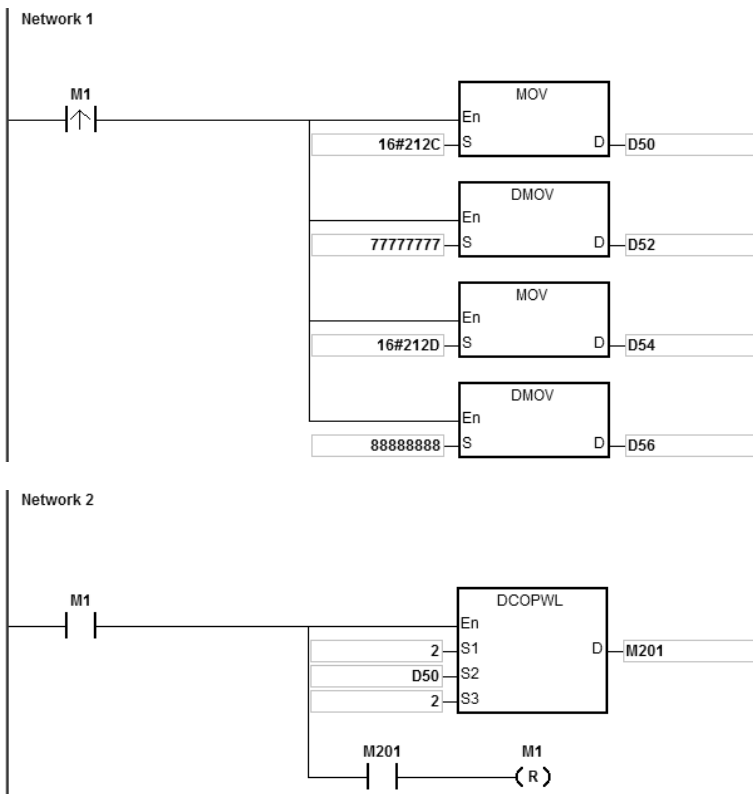 Network 1
M1
MOV
En
16#212C S D D50
DMOV
En
77777777 S D D52
MOV
En
16#212D S D D54
DMOV
En
88888888 S D D56
Network 2
M1
DCOPWL
En
2 S1 D M201
D50 S2
2 S3
M201 M1
( R )